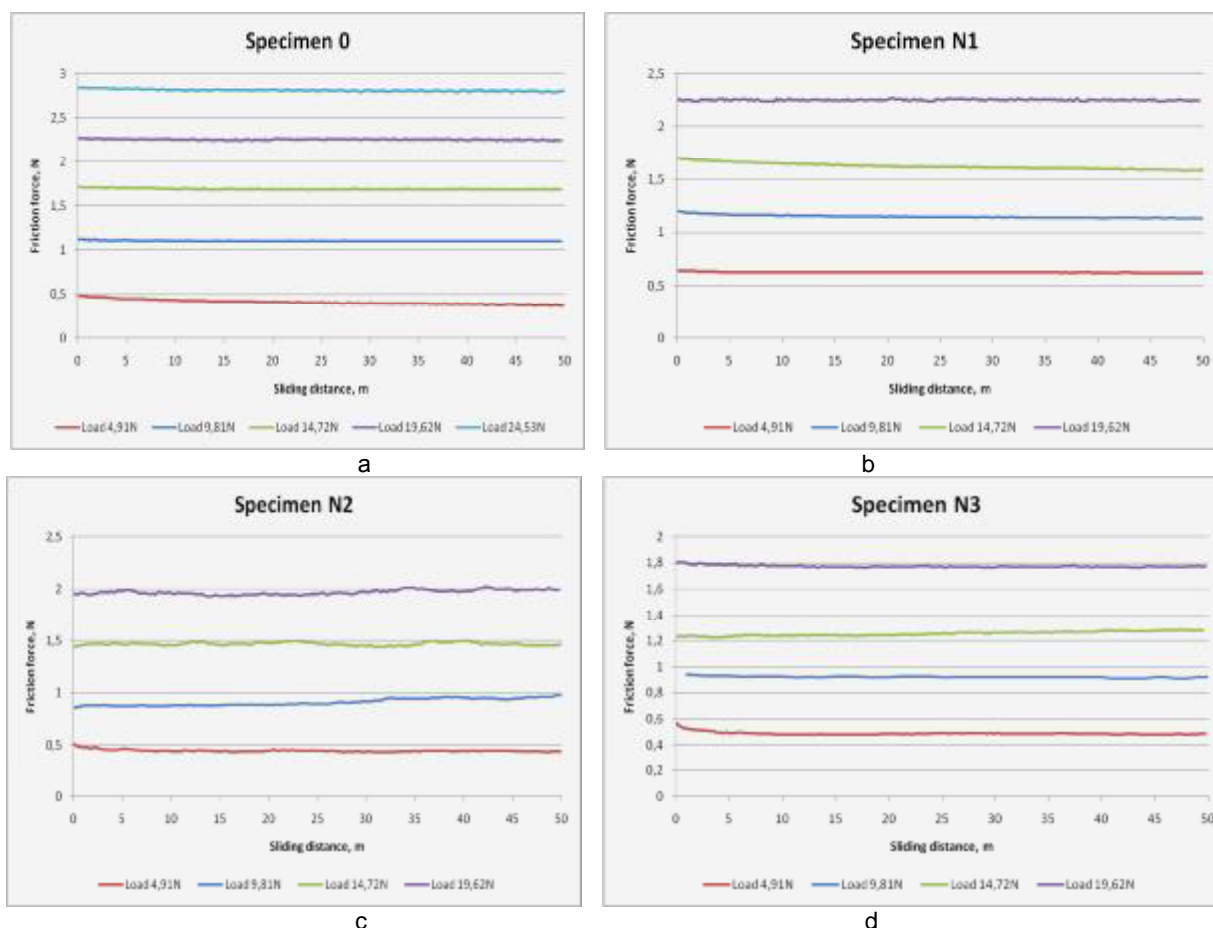 Specimen 0
Friction force, N
3
2,5
2
1,5
1
0,5
0
0 5 10 15 20 25 30 35 40 45 50
Sliding distance, m
Load 4,91N Load 9,81N Load 14,72N Load 19,62N Load 24,53N
a
Specimen N1
Friction force, N
2,5
2
1,5
1
0,5
0
0 5 10 15 20 25 30 35 40 45 50
Sliding distance, m
Load 4,91N Load 9,81N Load 14,72N Load 19,62N
b
Specimen N2
Friction force, N
2,5
2
1,5
1
0,5
0
0 5 10 15 20 25 30 35 40 45 50
Sliding distance, m
Load 4,91N Load 9,81N Load 14,72N Load 19,62N
c
Specimen N3
Friction force, N
2
1,8
1,6
1,4
1,2
1
0,8
0,6
0,4
0,2
0
0 5 10 15 20 25 30 35 40 45 50
Sliding distance, m
Load 4,91N Load 9,81N Load 14,72N Load 19,62N
d